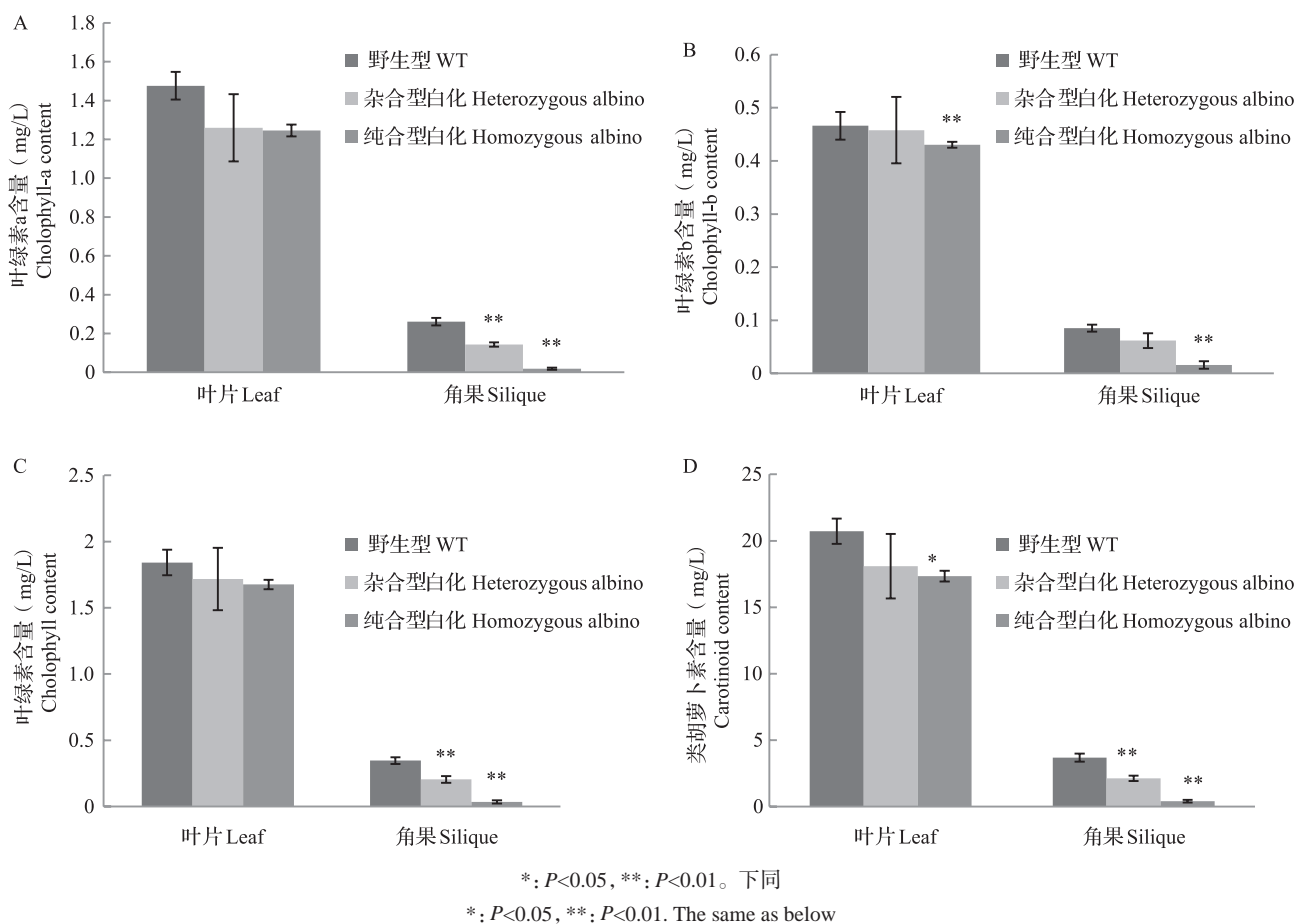 A
叶绿素a含量（mg/L）
Cholophyll-a content
1.8
1.6
1.4
1.2
1.0
0.8
0.6
0.4
0.2
0
野生型 WT
杂合型白化 Heterozygous albino
纯合型白化 Homozygous albino
**
**
叶片 Leaf
角果 Silique
B
叶绿素b含量（mg/L）
Cholophyll-b content
0.6
0.5
0.4
0.3
0.2
0.1
0
野生型 WT
杂合型白化 Heterozygous albino
纯合型白化 Homozygous albino
**
**
叶片 Leaf
角果 Silique
C
叶绿素含量（mg/L）
Cholophyll content
2.5
2
1.5
1.0
0.5
0
野生型 WT
杂合型白化 Heterozygous albino
纯合型白化 Homozygous albino
**
**
叶片 Leaf
角果 Silique
D
类胡萝卜素含量（mg/L）
Carotinoid content
25
20
15
10
5
0
野生型 WT
杂合型白化 Heterozygous albino
纯合型白化 Homozygous albino
*
**
**
叶片 Leaf
角果 Silique
*: P<0.05, **: P<0.01。下同
*: P<0.05, **: P<0.01. The same as below